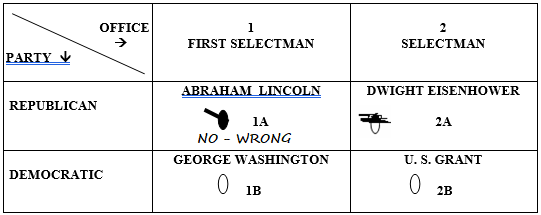 OFFICE
→
PARTY ↓
1
FIRST SELECTMAN
2
SELECTMAN
REPUBLICAN
ABRAHAM LINCOLN
1A
NO - WRONG
DWIGHT EISENHOWER
2A
DEMOCRATIC
GEORGE WASHINGTON
1B
U. S. GRANT
2B